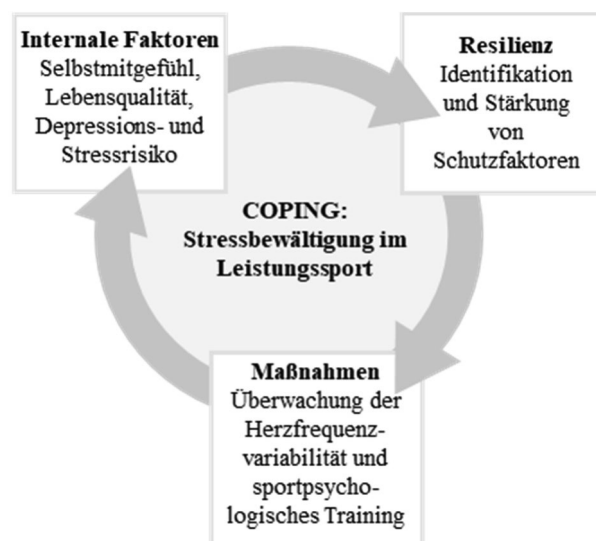 Internale Faktoren
Selbstmitgefühl,
Lebensqualität,
Depressions- und
Stressrisiko
Resilienz
Identifikation
und Stärkung
von
Schutzfaktoren
COPING:
Stressbewältigung im
Leistungssport
Maßnahmen
Überwachung der
Herzfrequenz-
variabilität und
sportpsycho-
logisches Training